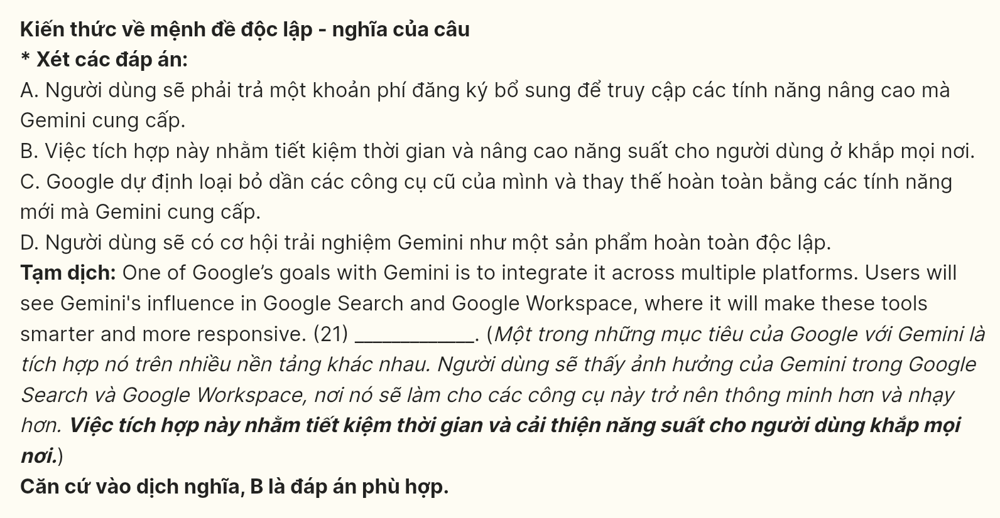 Kiến thức về mệnh đề độc lập - nghĩa của câu
* Xét các đáp án:
A. Người dùng sẽ phải trả một khoản phí đăng ký bổ sung để truy cập các tính năng nâng cao mà
Gemini cung cấp.
B. Việc tích hợp này nhằm tiết kiệm thời gian và nâng cao năng suất cho người dùng ở khắp mọi nơi.
C. Google dự định loại bỏ dần các công cụ cũ của mình và thay thế hoàn toàn bằng các tính năng
mới mà Gemini cung cấp.
D. Người dùng sẽ có cơ hội trải nghiệm Gemini như một sản phẩm hoàn toàn độc lập.
Tạm dịch: One of Google’s goals with Gemini is to integrate it across multiple platforms. Users will
see Gemini's influence in Google Search and Google Workspace, where it will make these tools
smarter and more responsive. (21) _____________. (Một trong những mục tiêu của Google với Gemini là
tích hợp nó trên nhiều nền tảng khác nhau. Người dùng sẽ thấy ảnh hưởng của Gemini trong Google
Search và Google Workspace, nơi nó sẽ làm cho các công cụ này trở nên thông minh hơn và nhạy
hơn. Việc tích hợp này nhằm tiết kiệm thời gian và cải thiện năng suất cho người dùng khắp mọi
nơi.)
Căn cứ vào dịch nghĩa, B là đáp án phù hợp.